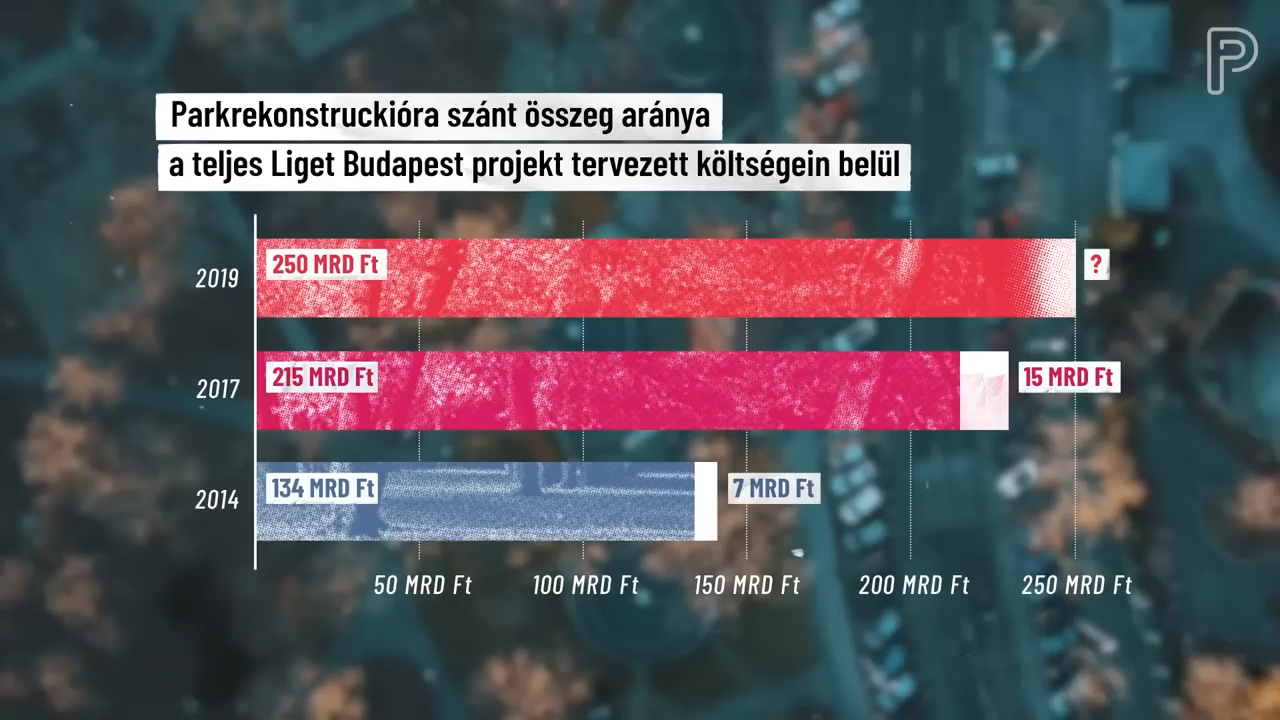 P
Parkrekonstruckióra szánt összeg aránya
a teljes Liget Budapest projekt tervezett költségein belül
2019
250 MRD Ft
?
2017
215 MRD Ft
15 MRD Ft
2014
134 MRD Ft
7 MRD Ft
50 MRD Ft
100 MRD Ft
150 MRD Ft
200 MRD Ft
250 MRD Ft